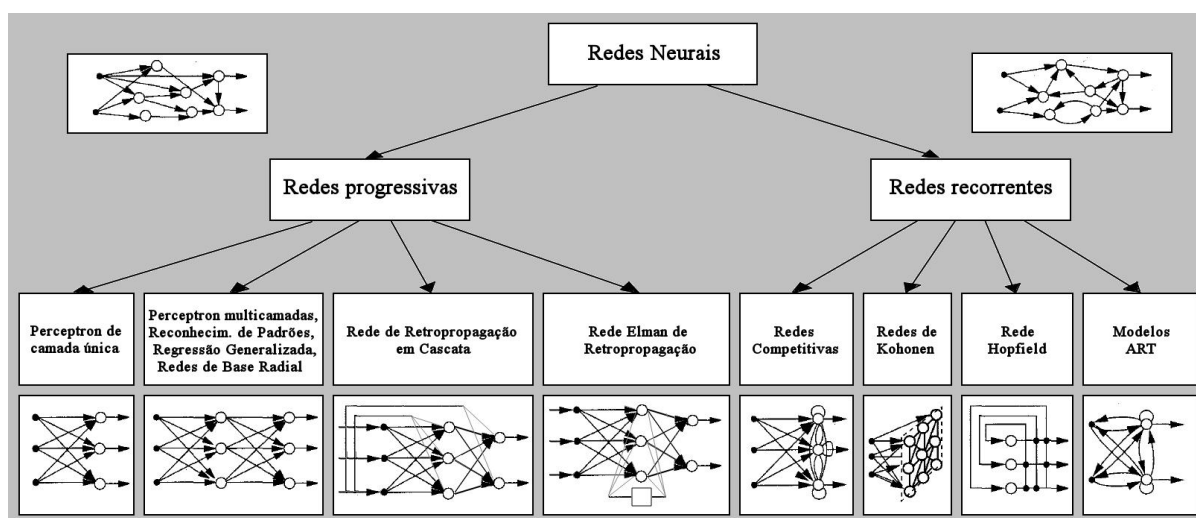 Redes Neurais
Redes progressivas
Redes recorrentes
Perceptron de
camada única
Perceptron multicamadas,
Reconhecim. de Padrões,
Regressão Generalizada,
Redes de Base Radial
Rede de Retropropagação
em Cascata
Rede Elman de
Retropropagação
Redes
Competitivas
Redes de
Kohonen
Rede
Hopfield
Modelos
ART